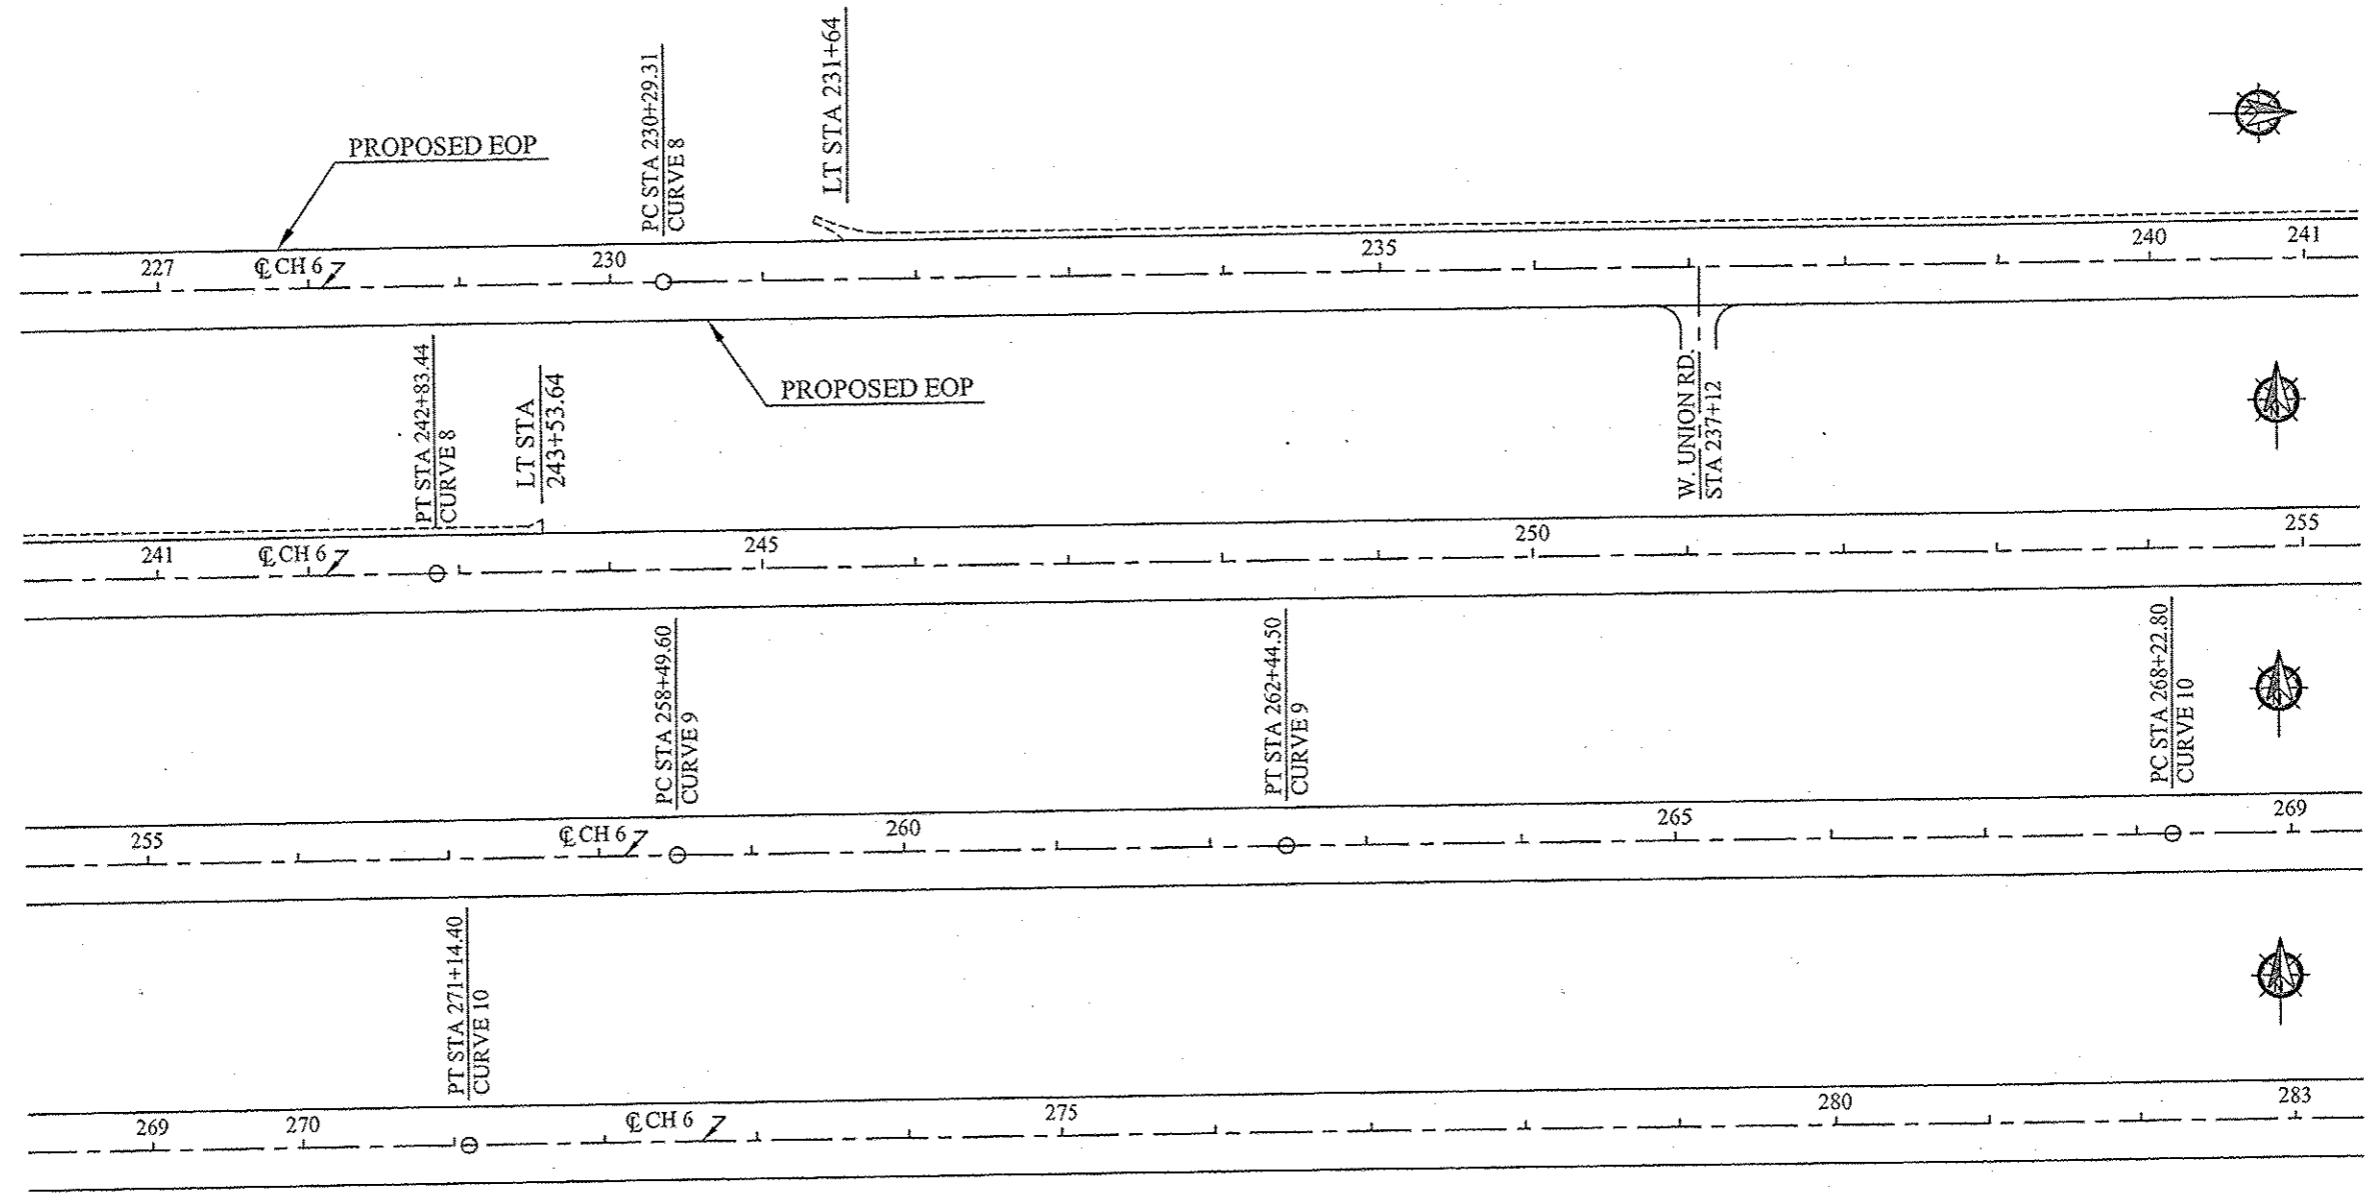 PC STA 230+29.31
CURVE 8
LT STA 231+64
PROPOSED EOP
227
℄ CH 6
230
235
240
241
PROPOSED EOP
W. UNION RD.
STA 237+12
PT STA 242+83.44
CURVE 8
LT STA
243+53.64
N
241
℄ CH 6
245
250
255
PC STA 258+49.60
CURVE 9
PT STA 262+44.50
CURVE 9
PC STA 268+22.80
CURVE 10
N
255
℄ CH 6
260
265
269
PT STA 271+14.40
CURVE 10
N
269
270
℄ CH 6
275
280
283